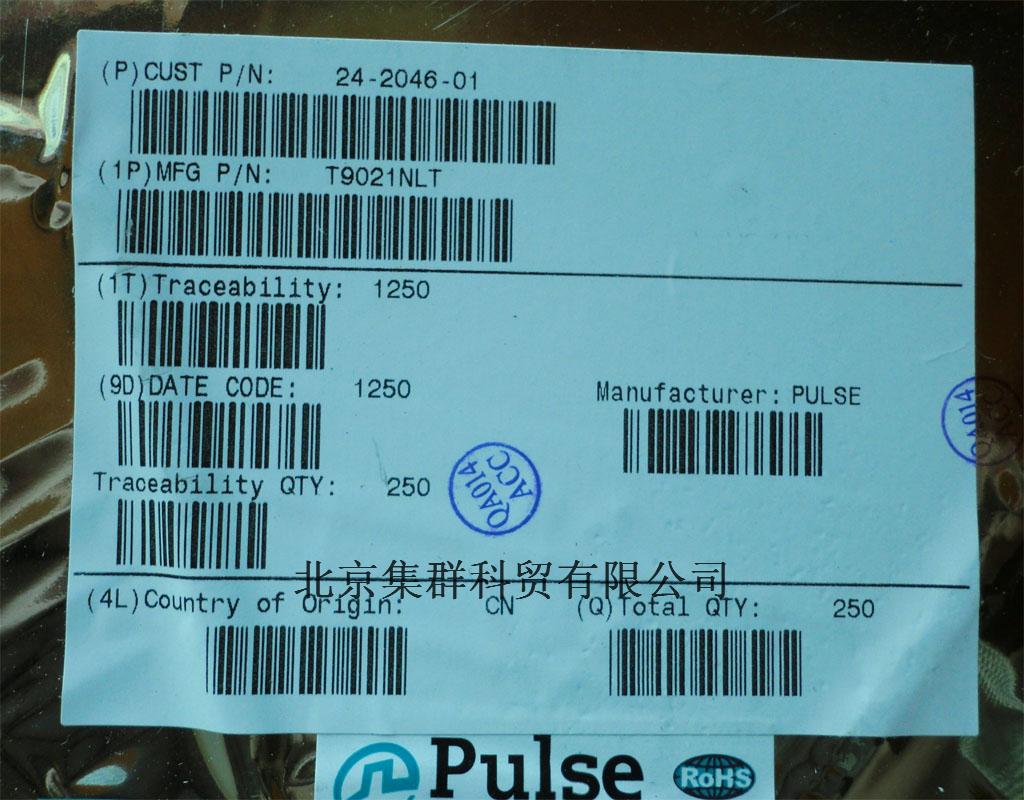 (P)CUST P/N: 24-2046-01
(1P)MFG P/N: T9021NLT
(1T)Traceability: 1250
(9D)DATE CODE: 1250
Manufacturer: PULSE
Traceability QTY: 250
QA014
ACC
QA014
ACC
北京集群科贸有限公司
(4L)Country of Origin: CN
(Q)Total QTY: 250
Pulse
RoHS